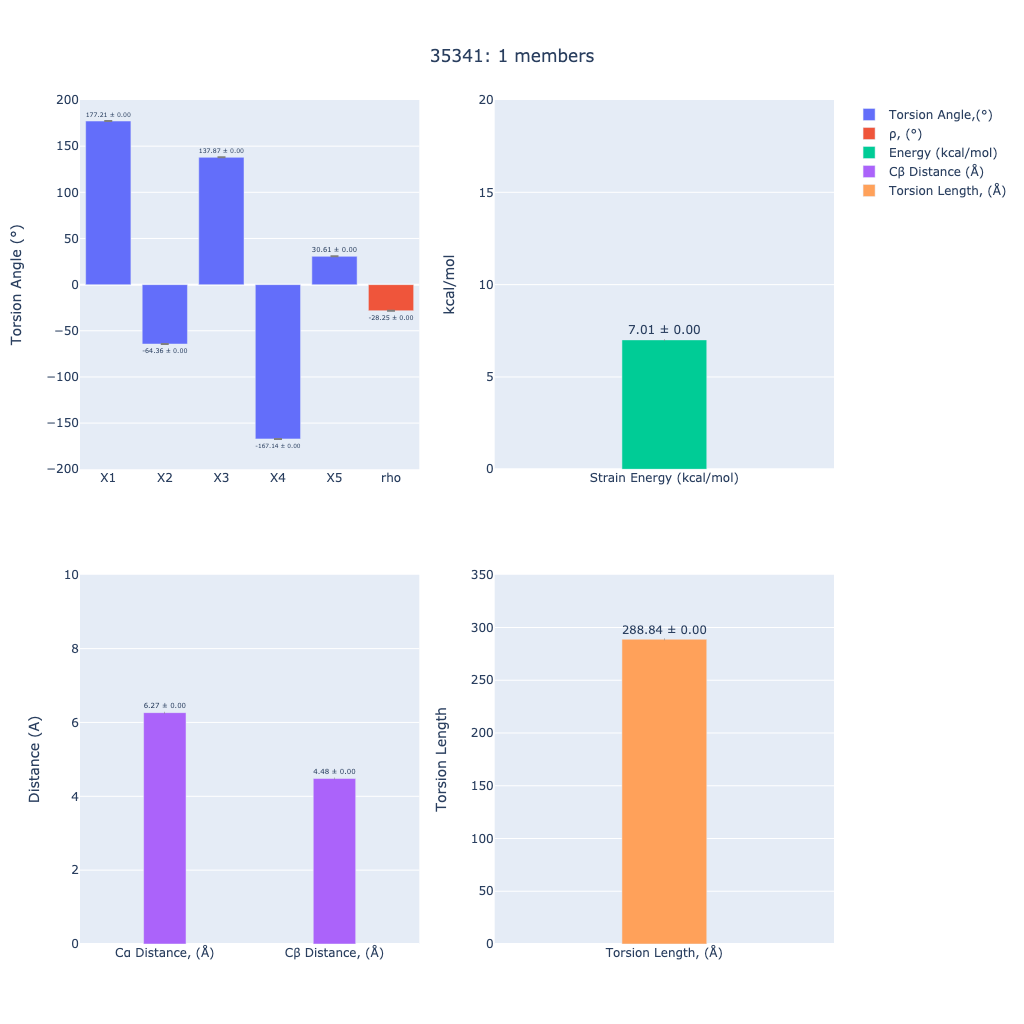 35341: 1 members
Torsion Angle (°)
200
150
100
50
0
−50
−100
−150
−200
177.21 ± 0.00
-64.36 ± 0.00
137.87 ± 0.00
-167.14 ± 0.00
30.61 ± 0.00
-28.25 ± 0.00
X1 X2 X3 X4 X5 rho
kcal/mol
20
15
10
5
0
7.01 ± 0.00
Strain Energy (kcal/mol)
Torsion Angle,(°)
ρ, (°)
Energy (kcal/mol)
Cβ Distance (Å)
Torsion Length, (Å)
Distance (A)
10
8
6
4
2
0
6.27 ± 0.00
4.48 ± 0.00
Cα Distance, (Å) Cβ Distance, (Å)
Torsion Length
350
300
250
200
150
100
50
0
288.84 ± 0.00
Torsion Length, (Å)